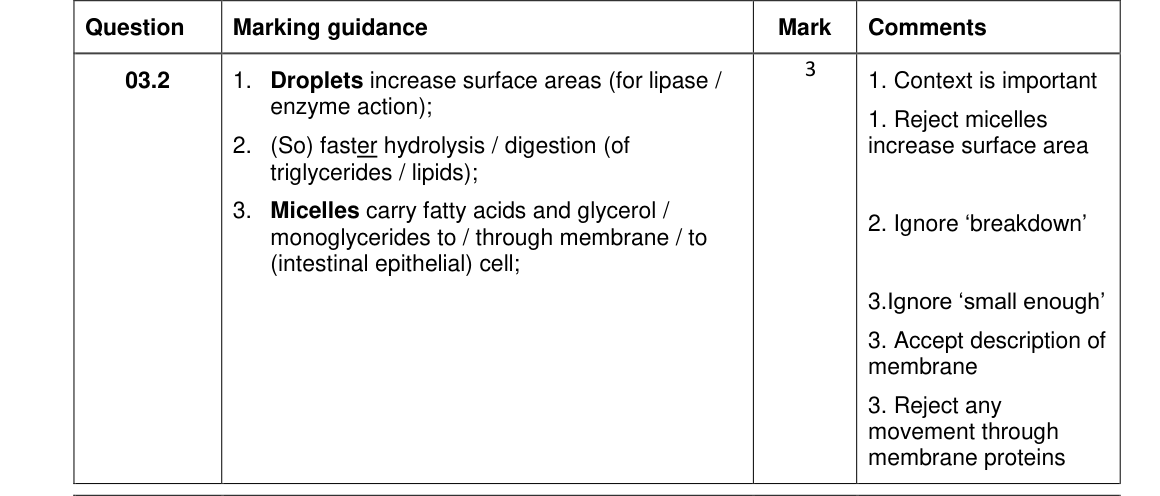 Question Marking guidance Mark Comments
03.2
1. Droplets increase surface areas (for lipase /
enzyme action);
2. (So) faster hydrolysis / digestion (of
triglycerides / lipids);
3. Micelles carry fatty acids and glycerol /
monoglycerides to / through membrane / to
(intestinal epithelial) cell;
3
1. Context is important
1. Reject micelles
increase surface area
2. Ignore ‘breakdown’
3.Ignore ‘small enough’
3. Accept description of
membrane
3. Reject any
movement through
membrane proteins